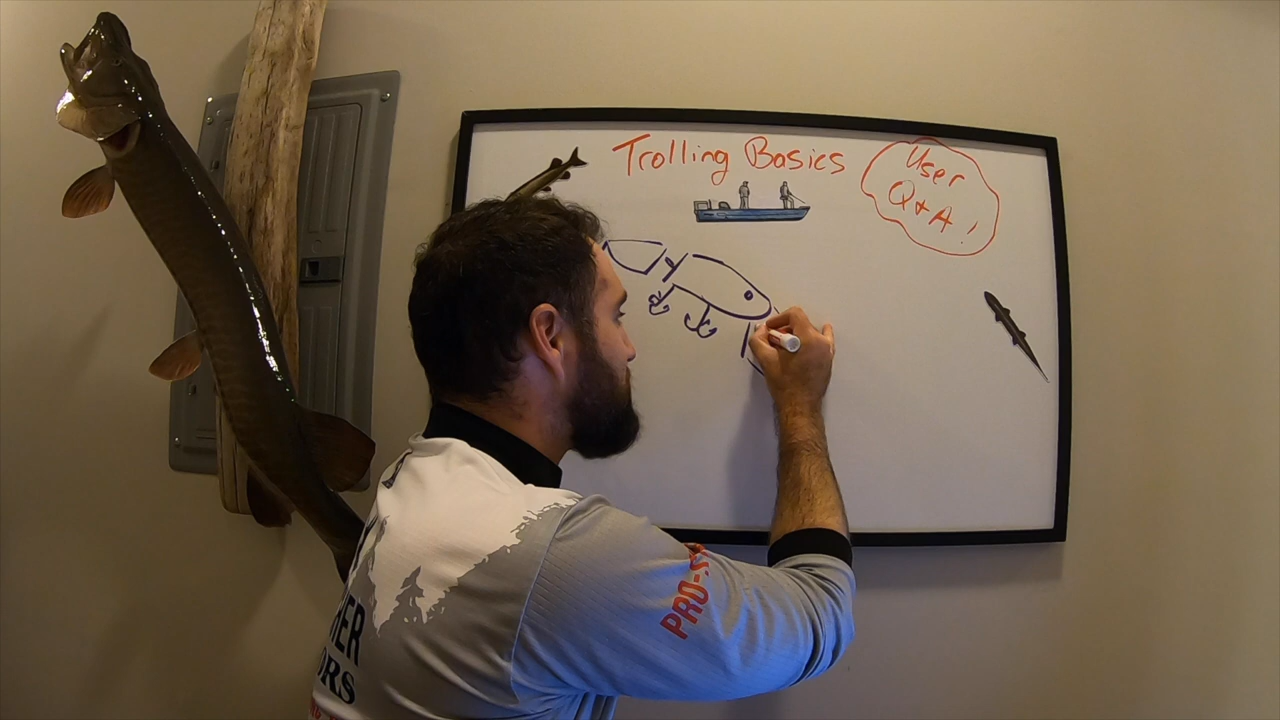 Trolling Basics
User
Q & A!
PRO-S
HER
ORS